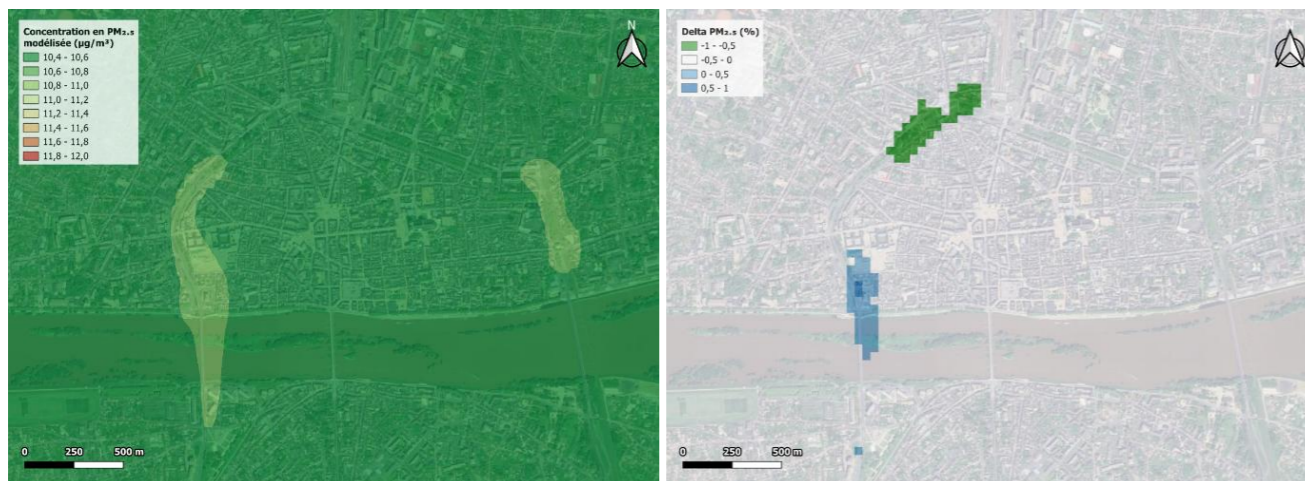 Concentration en PM₂.₅
modélisée (µg/m³)
10,4 - 10,6
10,6 - 10,8
10,8 - 11,0
11,0 - 11,2
11,2 - 11,4
11,4 - 11,6
11,6 - 11,8
11,8 - 12,0
N
0 250 500 m
Delta PM₂.₅ (%)
-1 - -0,5
-0,5 - 0
0 - 0,5
0,5 - 1
N
0 250 500 m